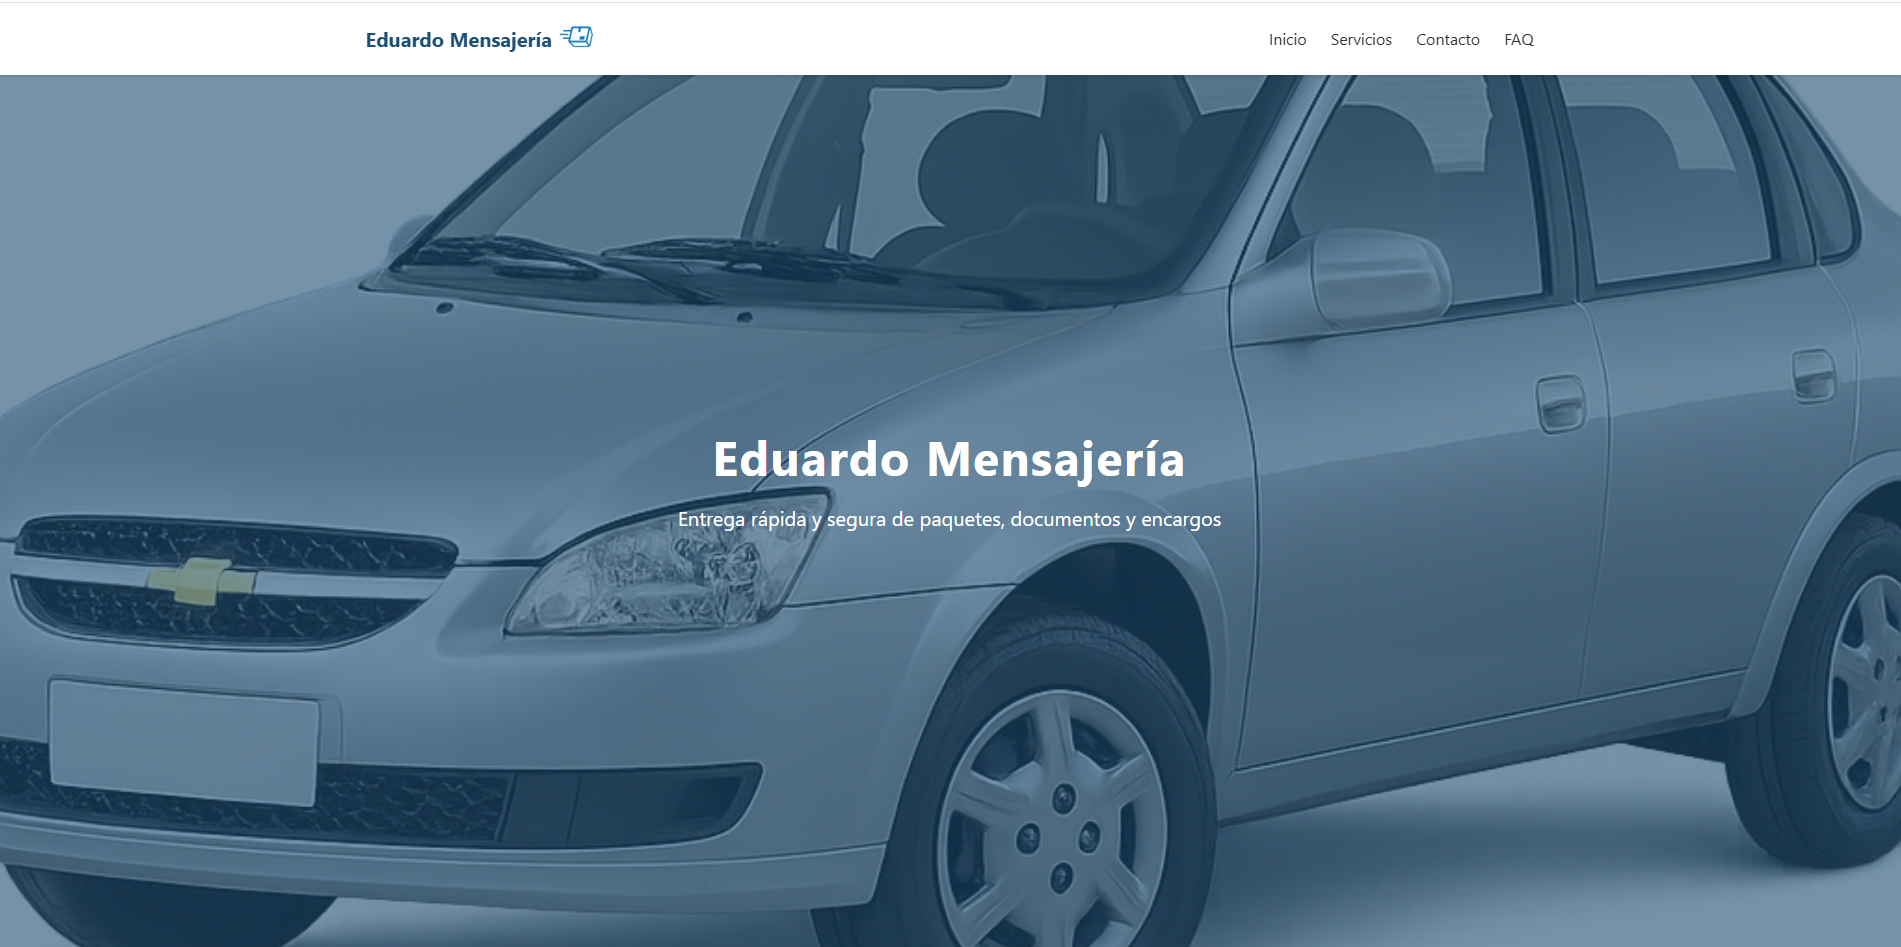 Eduardo Mensajería
Inicio
Servicios
Contacto
FAQ
Eduardo Mensajería
Entrega rápida y segura de paquetes, documentos y encargos